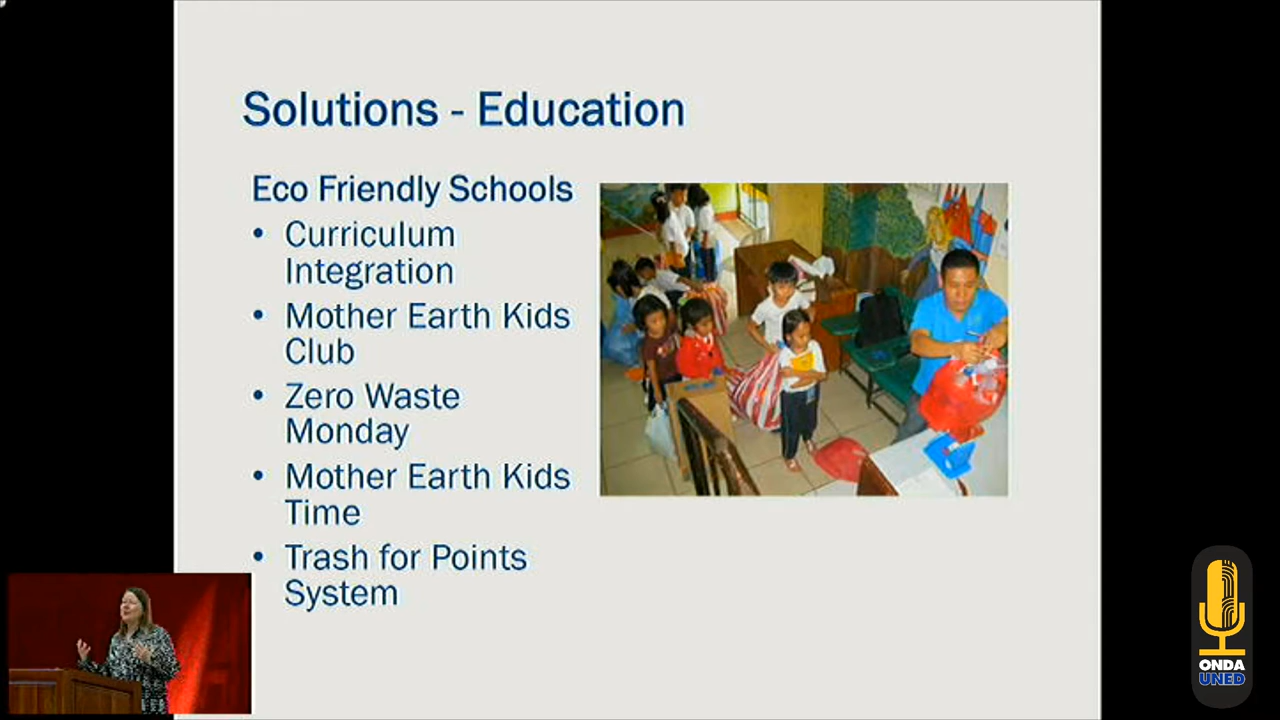 Solutions - Education
Eco Friendly Schools
• Curriculum
Integration
• Mother Earth Kids
Club
• Zero Waste
Monday
• Mother Earth Kids
Time
• Trash for Points
System
ONDA
UNED